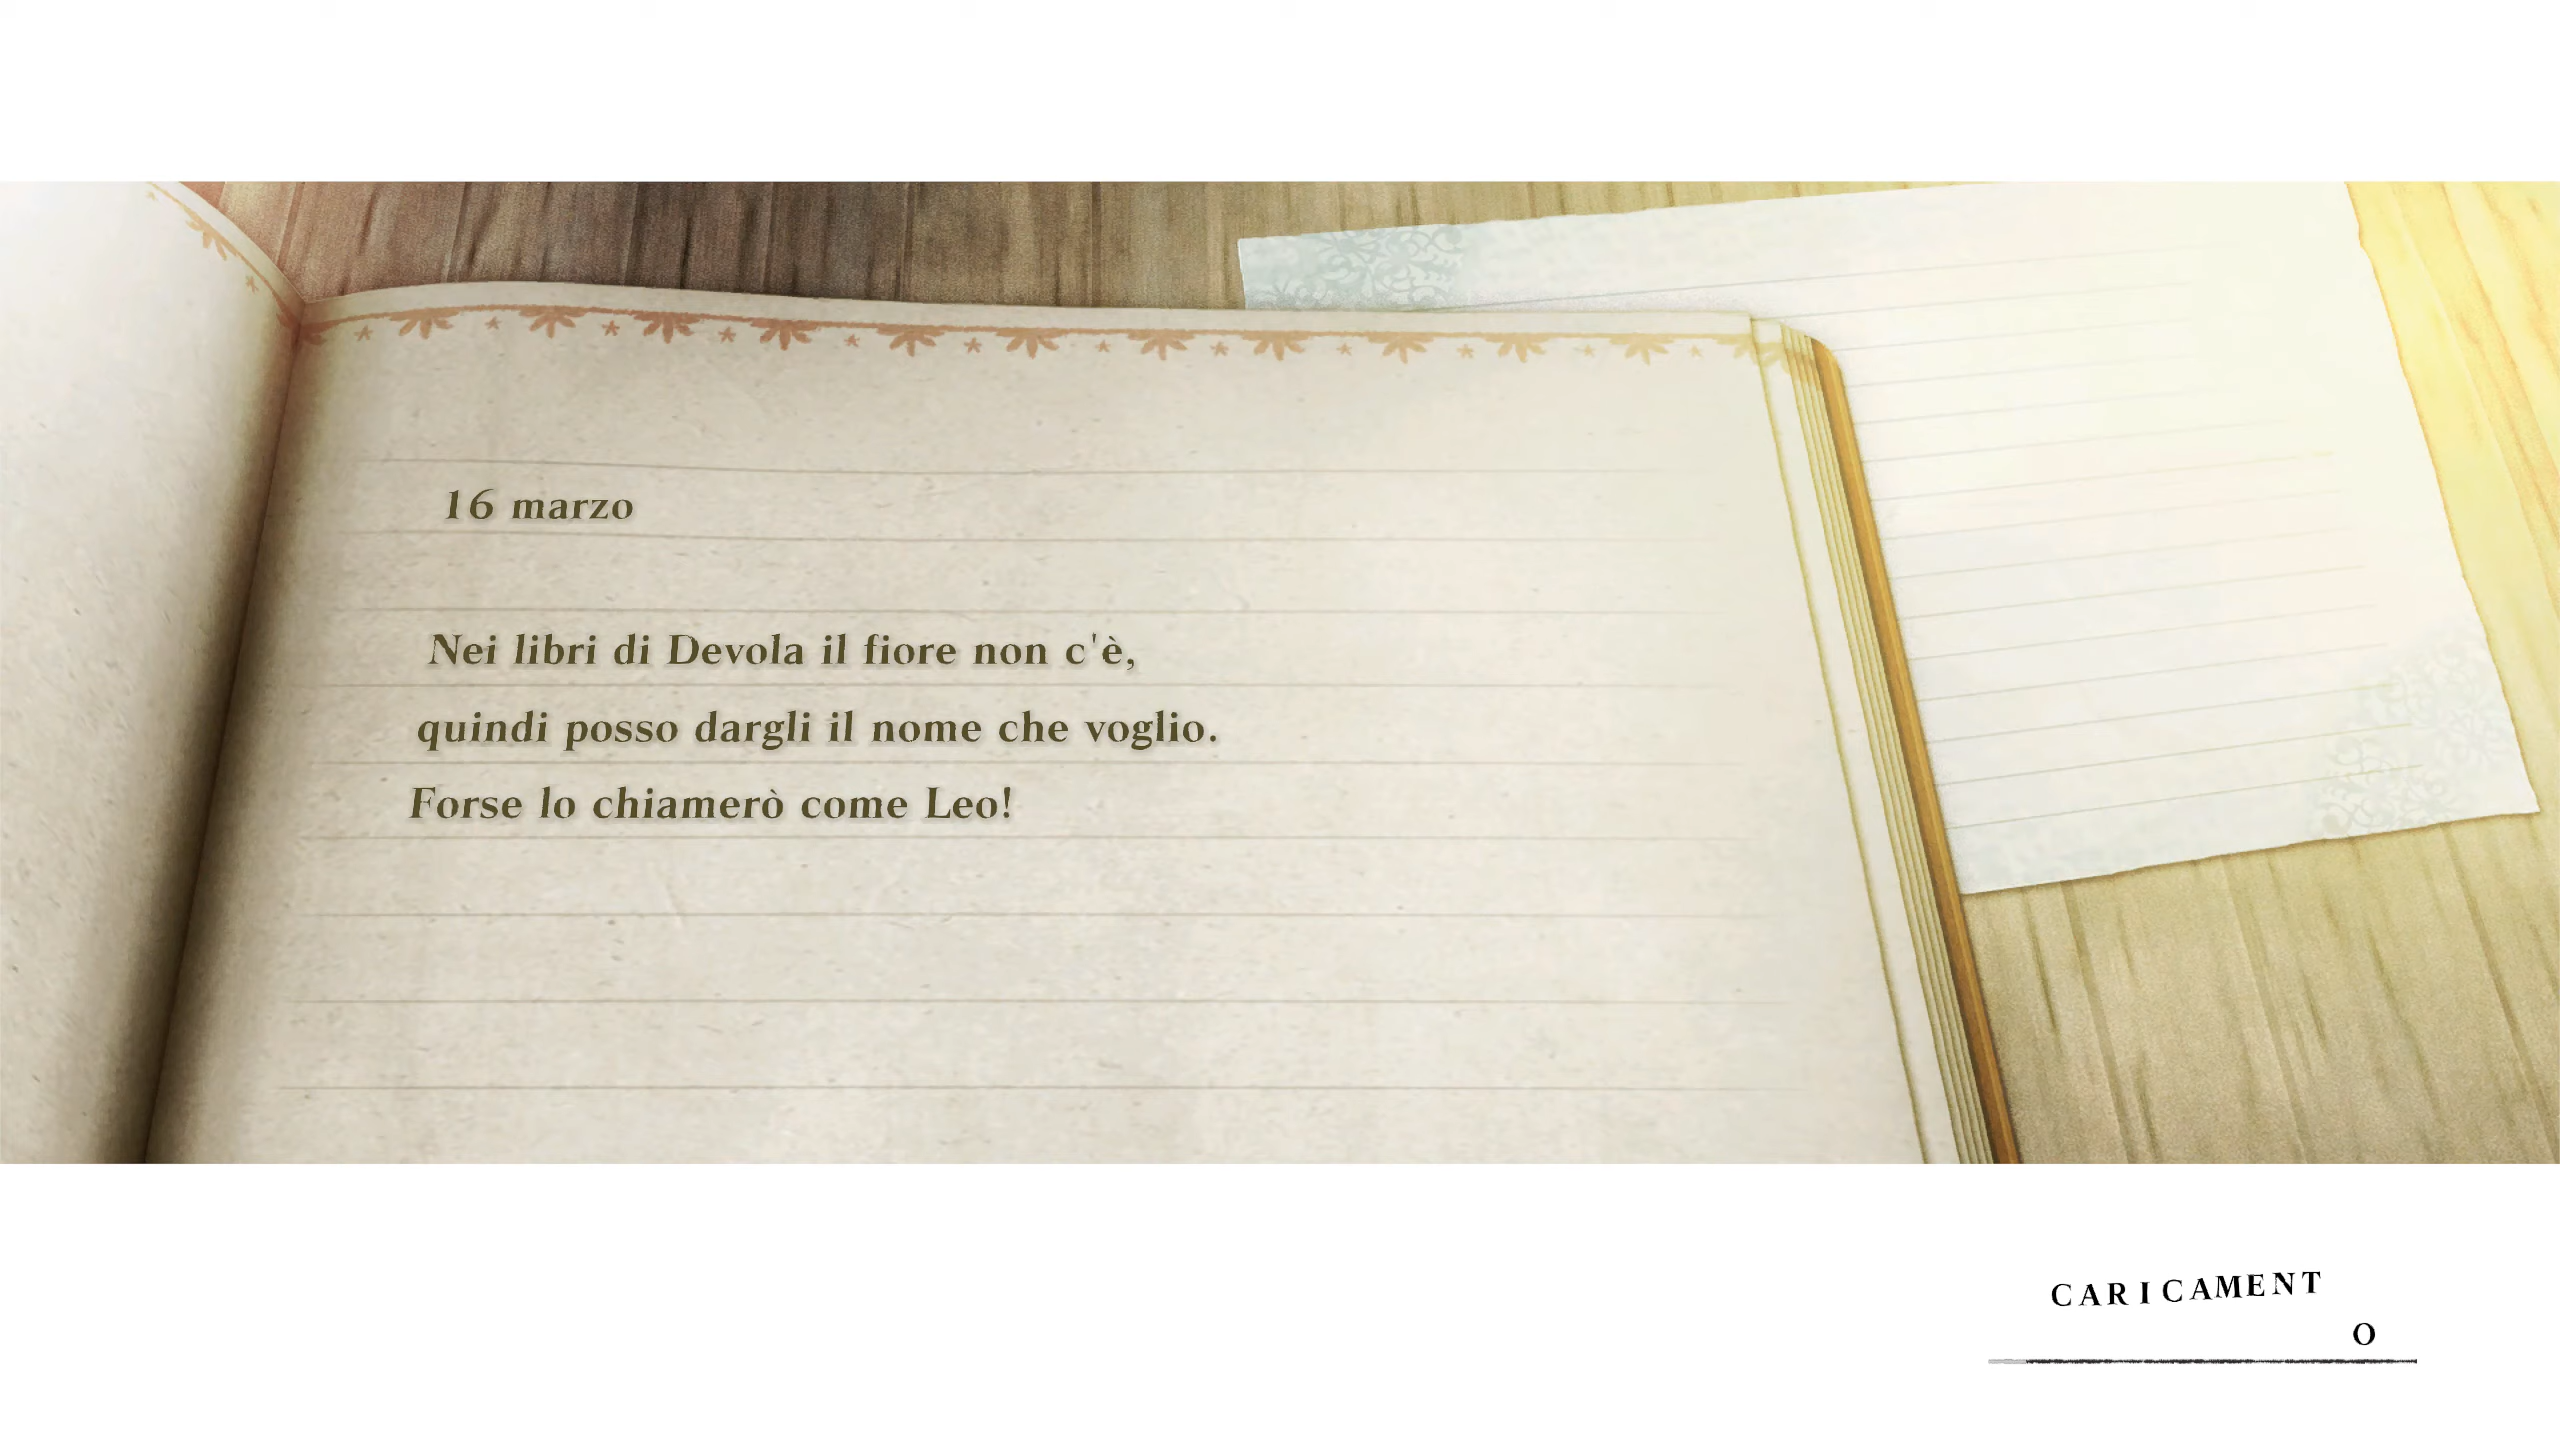 16 marzo
Nei libri di Devola il fiore non c'è,
quindi posso dargli il nome che voglio.
Forse lo chiamerò come Leo!
CARICAMENTO